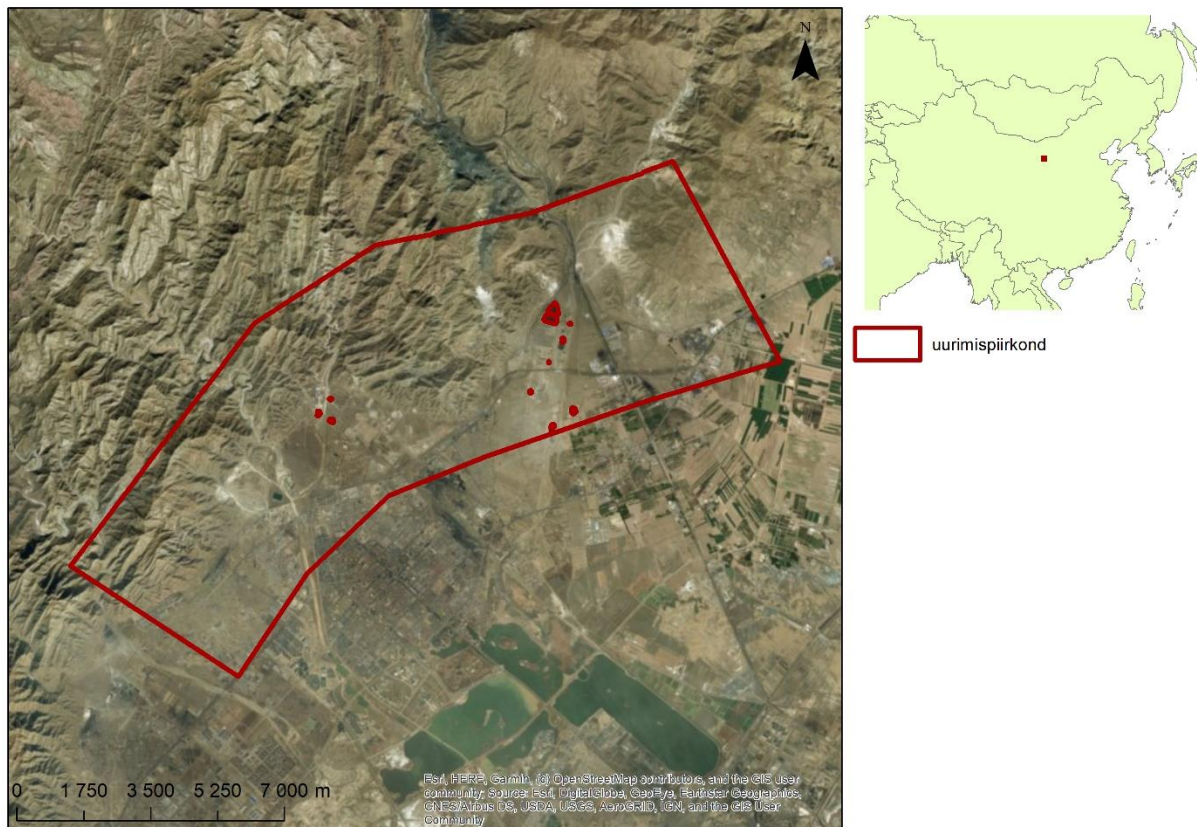 N
uurimispiirkond
0 1 750 3 500 5 250 7 000 m
Esri, HERE, Garmin, (c) OpenStreetMap contributors, and the GIS user
community, Source: Esri, DigitalGlobe, GeoEye, Earthstar Geographics,
CNES/Airbus DS, USDA, USGS, AeroGRID, IGN, and the GIS User
Community